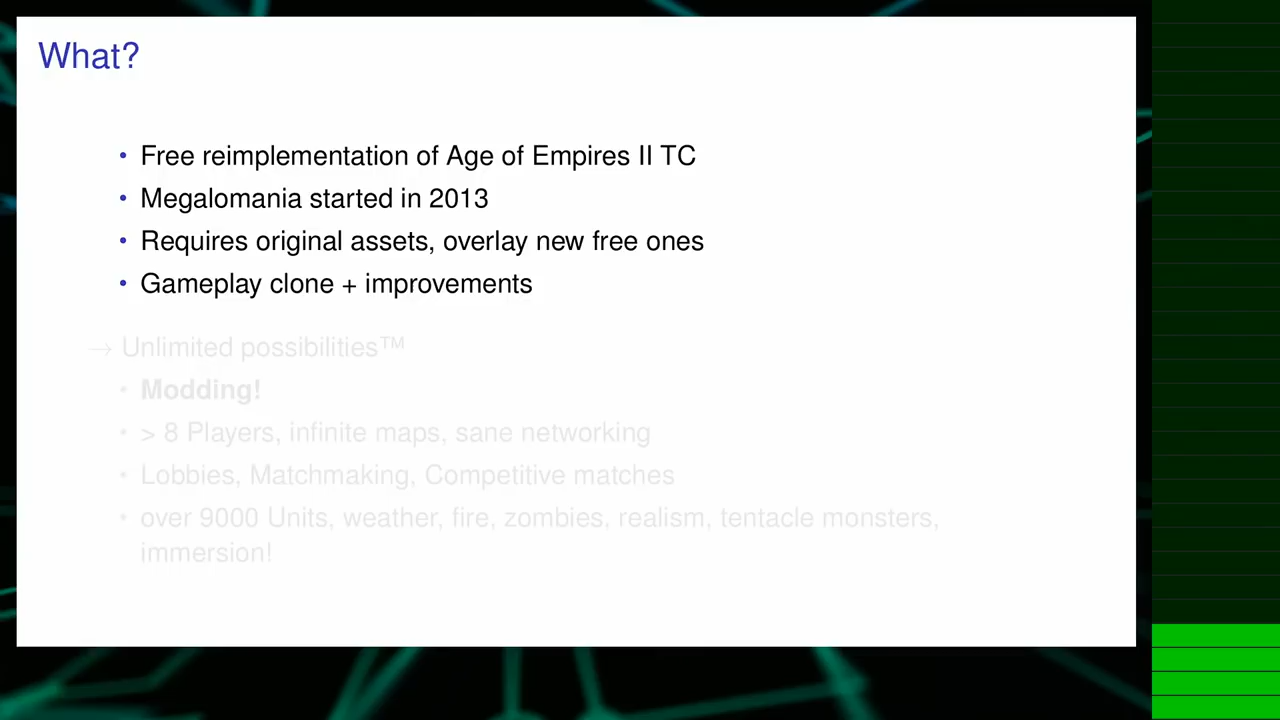 What?
• Free reimplementation of Age of Empires II TC
• Megalomania started in 2013
• Requires original assets, overlay new free ones
• Gameplay clone + improvements
→ Unlimited possibilities™
• Modding!
• > 8 Players, infinite maps, sane networking
• Lobbies, Matchmaking, Competitive matches
• over 9000 Units, weather, fire, zombies, realism, tentacle monsters,
immersion!